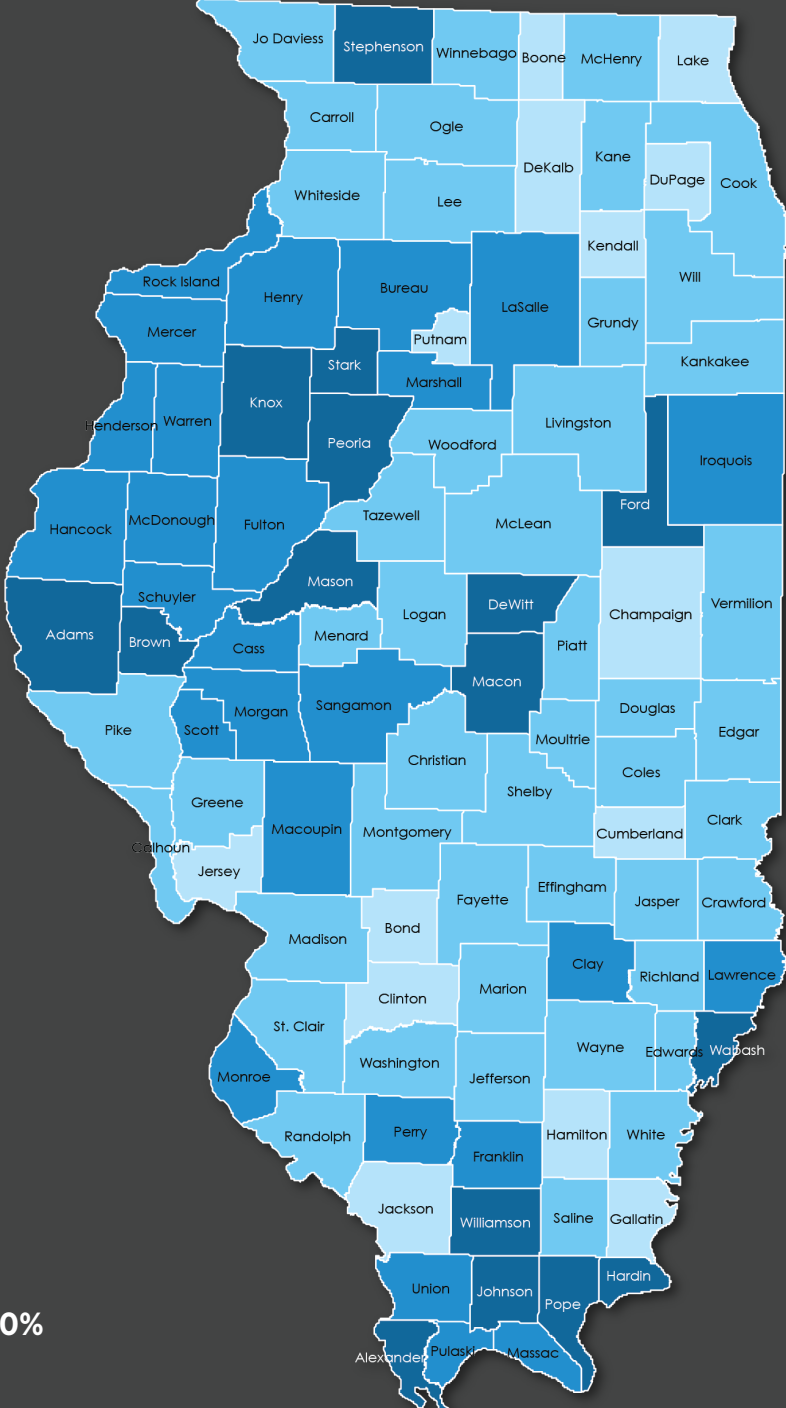 Jo Daviess
Stephenson
Winnebago
Boone
McHenry
Lake
Carroll
Ogle
DeKalb
Kane
DuPage
Cook
Whiteside
Lee
Kendall
Rock Island
Henry
Bureau
LaSalle
Will
Mercer
Putnam
Grundy
Stark
Marshall
Kankakee
Knox
Henderson
Warren
Peoria
Woodford
Livingston
Iroquois
Hancock
McDonough
Fulton
Tazewell
McLean
Ford
Mason
Schuyler
DeWitt
Logan
Champaign
Vermilion
Adams
Brown
Menard
Piatt
Cass
Macon
Pike
Scott
Morgan
Sangamon
Douglas
Moultrie
Edgar
Christian
Coles
Greene
Shelby
Macoupin
Montgomery
Cumberland
Clark
Calhoun
Jersey
Fayette
Effingham
Jasper
Crawford
Madison
Bond
Clay
Richland
Lawrence
Clinton
Marion
St. Clair
Wayne
Edwards
Wabash
Washington
Monroe
Jefferson
Randolph
Perry
Hamilton
White
Franklin
Jackson
Williamson
Saline
Gallatin
Union
Johnson
Pope
Hardin
0%
Alexander
Pulaski
Massac